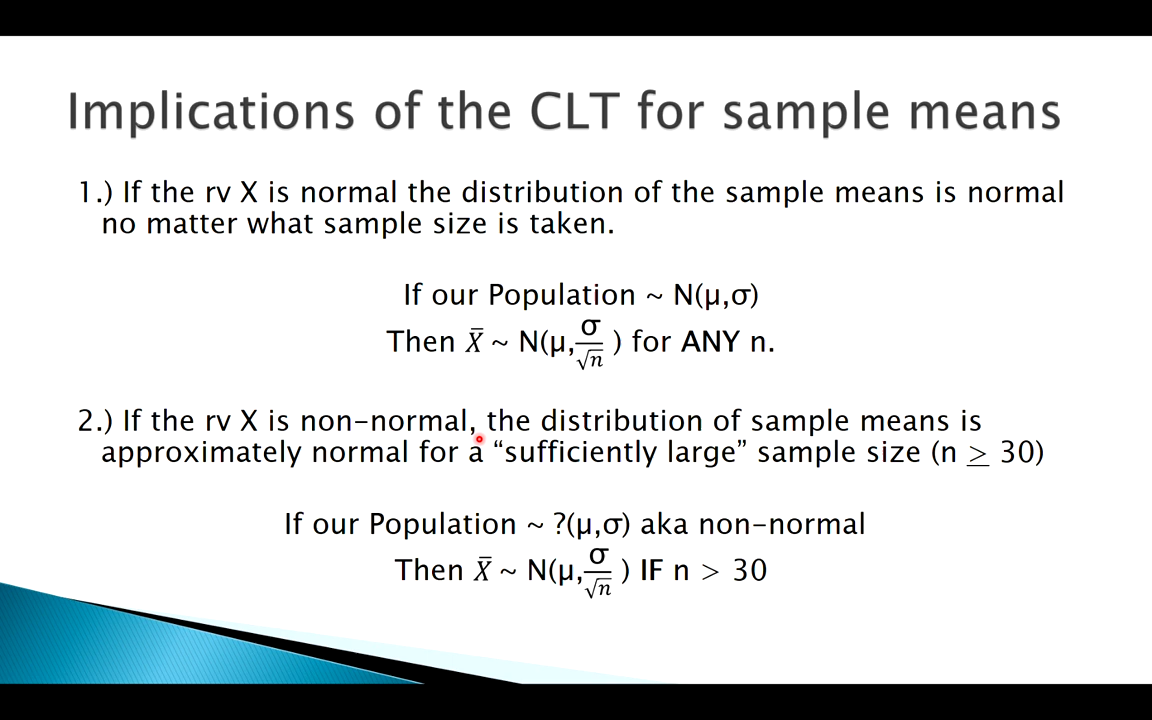 Implications of the CLT for sample means
1.) If the rv X is normal the distribution of the sample means is normal
no matter what sample size is taken.
If our Population ~ N(μ,σ)
Then X̄ ~ N(μ,σ/√n) for ANY n.
2.) If the rv X is non-normal, the distribution of sample means is
approximately normal for a “sufficiently large” sample size (n ≥ 30)
If our Population ~ ?(μ,σ) aka non-normal
Then X̄ ~ N(μ,σ/√n) IF n > 30